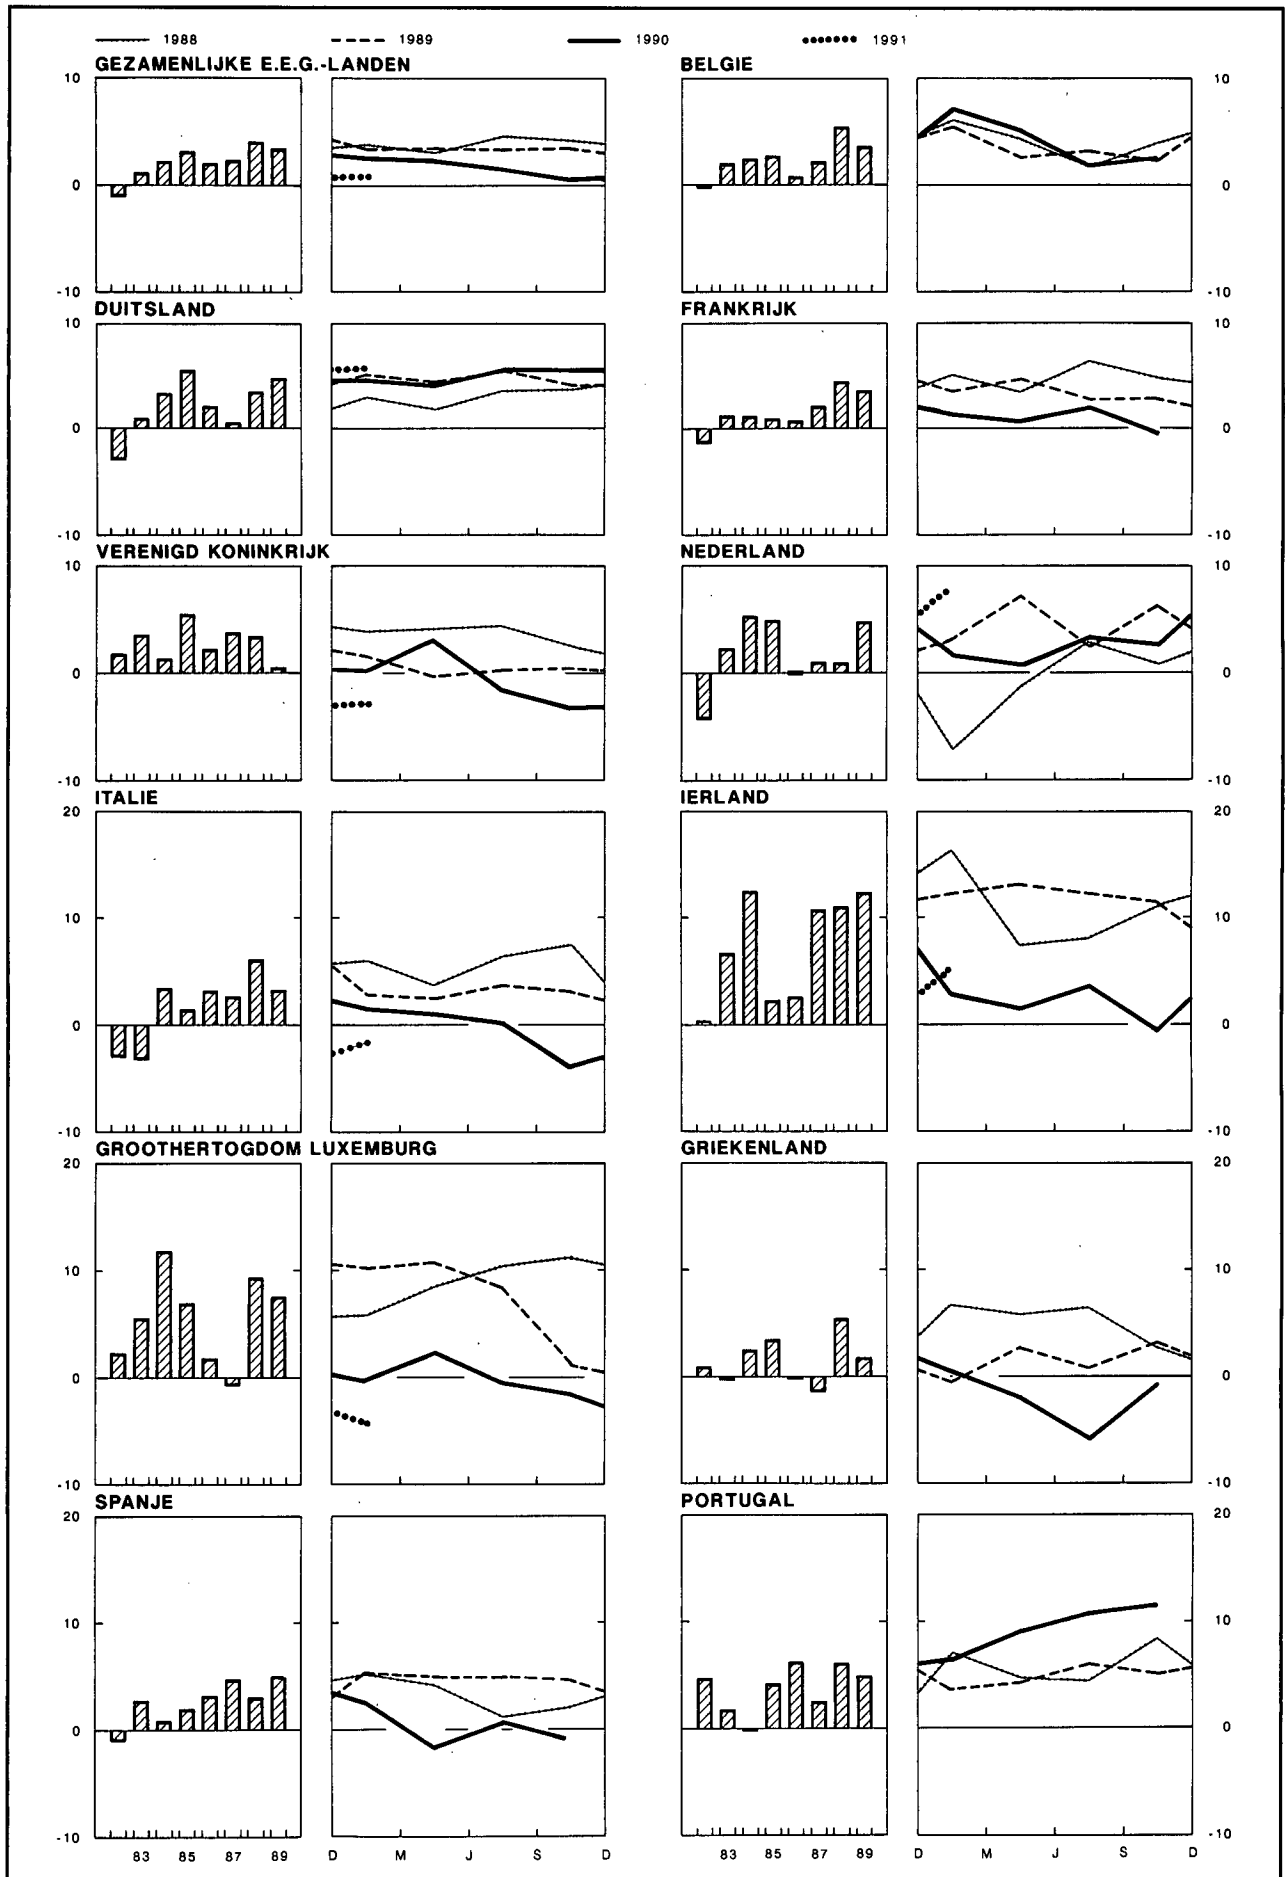 1988 1989 1990 1991
GEZAMENLIJKE E.E.G.-LANDEN BELGIE
10 10
0 0
-10 -10
DUITSLAND FRANKRIJK
10 10
0 0
-10 -10
VERENIGD KONINKRIJK NEDERLAND
10 10
0 0
-10 -10
ITALIE IERLAND
20 20
10 10
0 0
-10 -10
GROOTHERTOGDOM LUXEMBURG GRIEKENLAND
20 20
10 10
0 0
-10 -10
SPANJE PORTUGAL
20 20
10 10
0 0
-10 -10
83 85 87 89 D M J S D 83 85 87 89 D M J S D